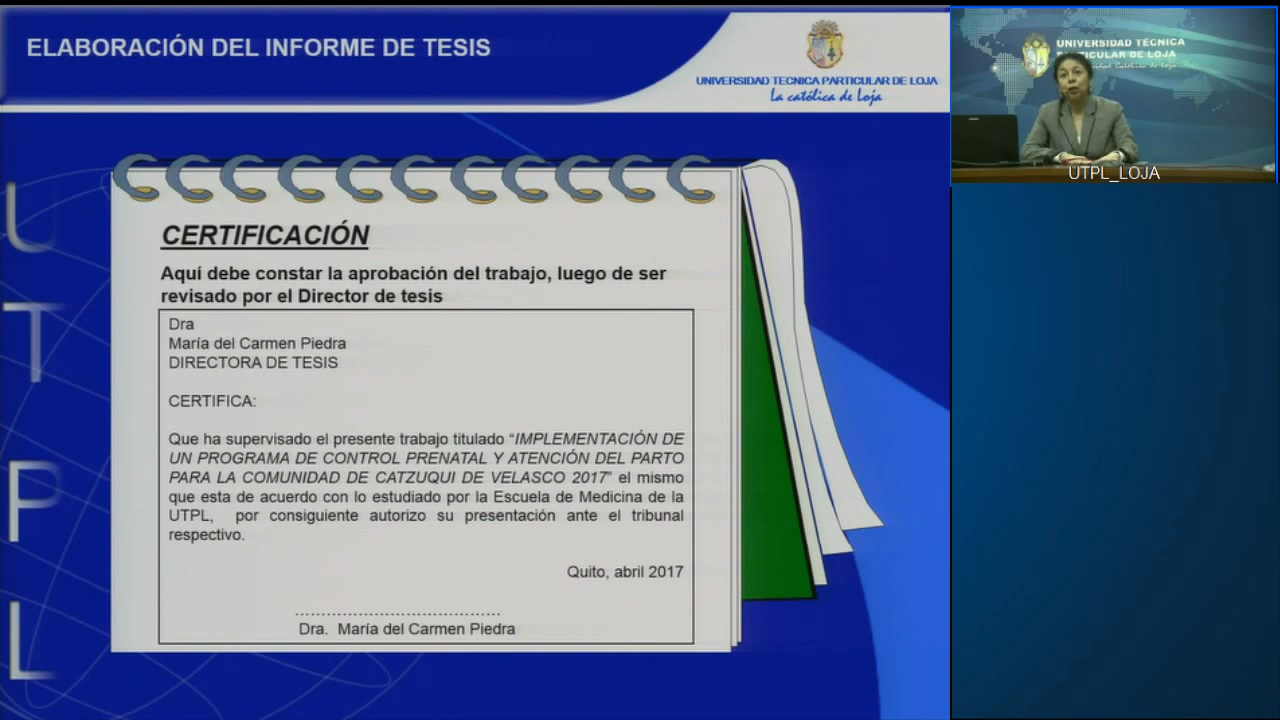 ELABORACIÓN DEL INFORME DE TESIS
UNIVERSIDAD TECNICA PARTICULAR DE LOJA
La católica de Loja
UTPL
CERTIFICACIÓN
Aquí debe constar la aprobación del trabajo, luego de ser
revisado por el Director de tesis
Dra
María del Carmen Piedra
DIRECTORA DE TESIS
CERTIFICA:
Que ha supervisado el presente trabajo titulado “IMPLEMENTACIÓN DE
UN PROGRAMA DE CONTROL PRENATAL Y ATENCIÓN DEL PARTO
PARA LA COMUNIDAD DE CATZUQUI DE VELASCO 2017” el mismo
que esta de acuerdo con lo estudiado por la Escuela de Medicina de la
UTPL, por consiguiente autorizo su presentación ante el tribunal
respectivo.
Quito, abril 2017
Dra. María del Carmen Piedra
UNIVERSIDAD TÉCNICA
PARTICULAR DE LOJA
Católica de Loja
UTPL_LOJA